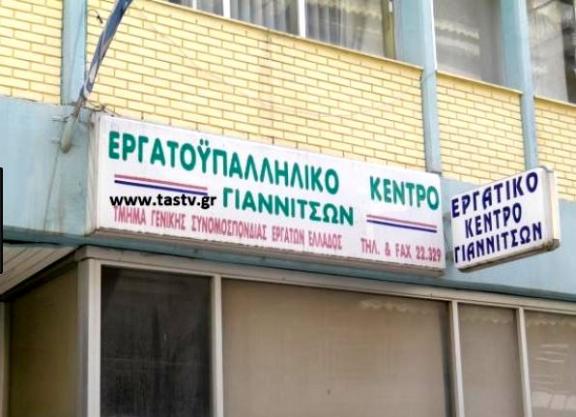 ΕΡΓΑΤΟΫΠΑΛΛΗΛΙΚΟ ΚΕΝΤΡΟ
ΓΙΑΝΝΙΤΣΩΝ
www.tastv.gr
ΤΜΗΜΑ ΓΕΝΙΚΗΣ ΣΥΝΟΜΟΣΠΟΝΔΙΑΣ ΕΡΓΑΤΩΝ ΕΛΛΑΔΟΣ ΤΗΛ. & FAX 22.329
ΕΡΓΑΤΙΚΟ
ΚΕΝΤΡΟ
ΓΙΑΝΝΙΤΣΩΝ